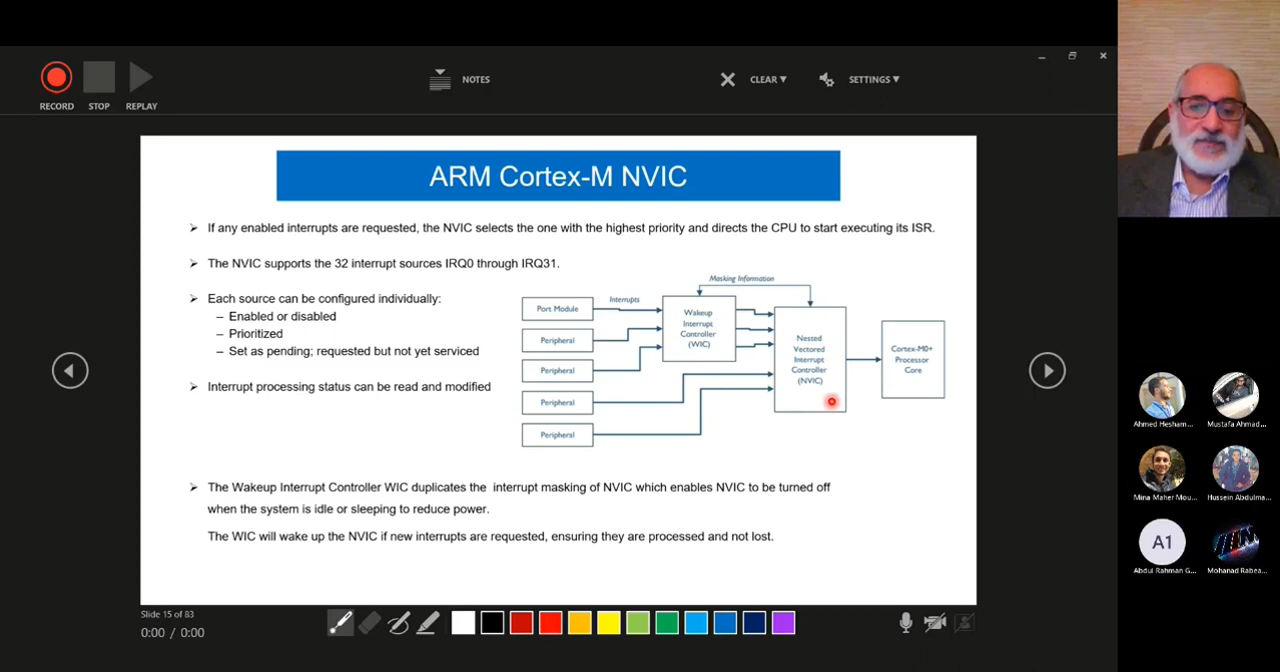 RECORD
STOP
REPLAY
NOTES
CLEAR
SETTINGS
ARM Cortex-M NVIC
If any enabled interrupts are requested, the NVIC selects the one with the highest priority and directs the CPU to start executing its ISR.
The NVIC supports the 32 interrupt sources IRQ0 through IRQ31.
Each source can be configured individually:
– Enabled or disabled
– Prioritized
– Set as pending; requested but not yet serviced
Interrupt processing status can be read and modified
Masking Information
Interrupts
Port Module
Peripheral
Peripheral
Peripheral
Peripheral
Wakeup
Interrupt
Controller
(WIC)
Nested
Vectored
Interrupt
Controller
(NVIC)
Cortex-M0+
Processor
Core
The Wakeup Interrupt Controller WIC duplicates the interrupt masking of NVIC which enables NVIC to be turned off
when the system is idle or sleeping to reduce power.
The WIC will wake up the NVIC if new interrupts are requested, ensuring they are processed and not lost.
Slide 15 of 83
0:00 / 0:00
Ahmed Hesham...
Mustafa Ahmad...
Mina Maher Mou...
Hussein Abdulma...
A1
Abdul Rahman G...
Mohanad Rabea...